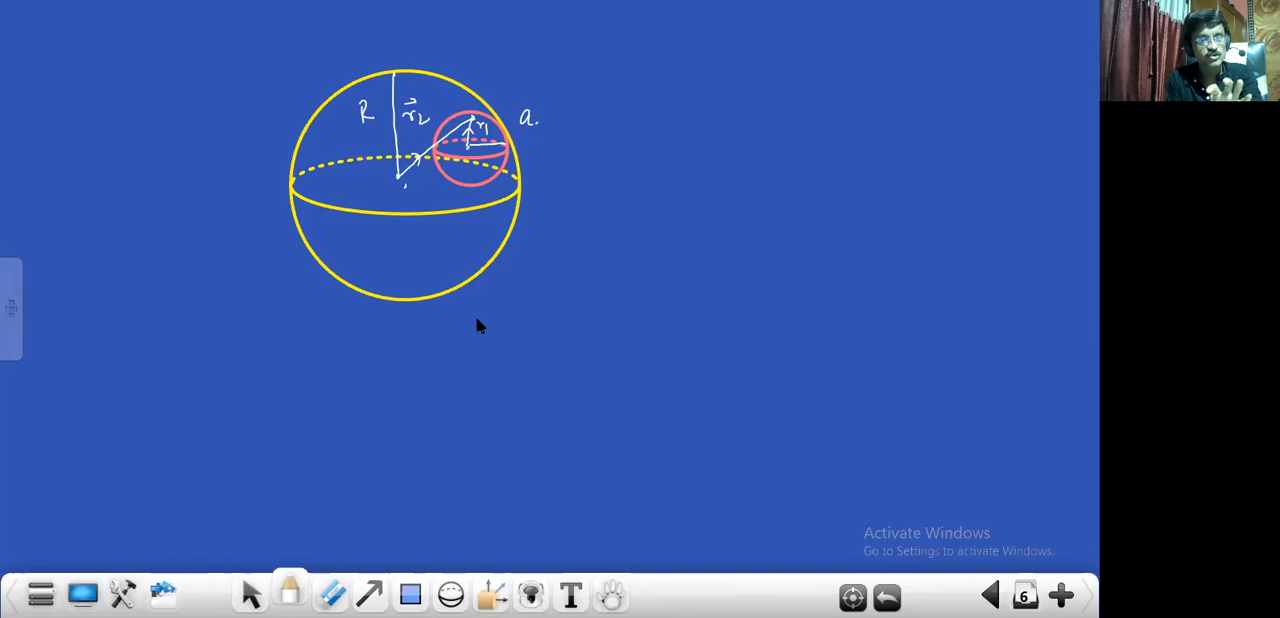 R
r⃗2
r1
a.
Activate Windows
Go to Settings to activate Windows.
6